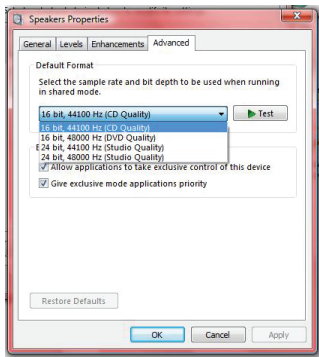 Speakers Properties
General Levels Enhancements Advanced
Default Format
Select the sample rate and bit depth to be used when running
in shared mode.
16 bit, 44100 Hz (CD Quality) Test
16 bit, 44100 Hz (CD Quality)
16 bit, 48000 Hz (DVD Quality)
24 bit, 44100 Hz (Studio Quality)
24 bit, 48000 Hz (Studio Quality)
Allow applications to take exclusive control of this device
Give exclusive mode applications priority
Restore Defaults
OK Cancel Apply